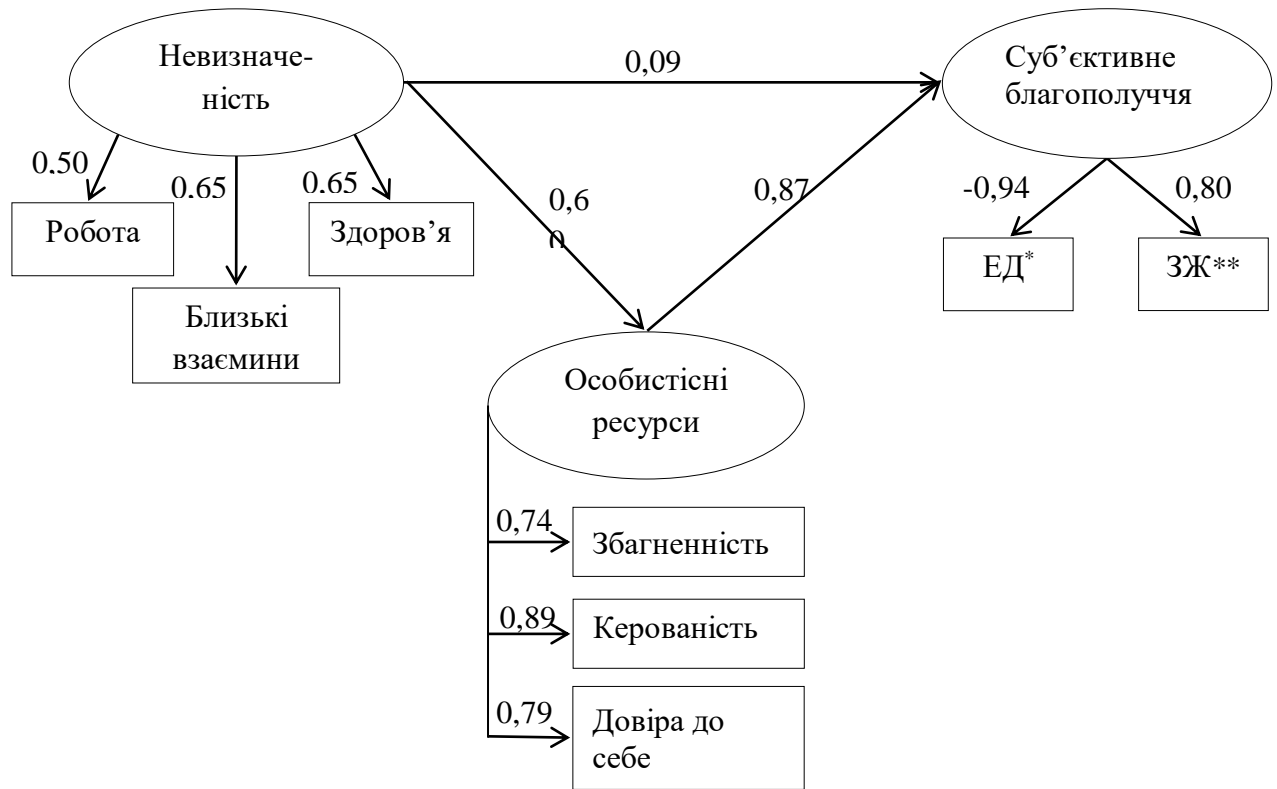 Невизначе-
ність
0,09
Суб’єктивне
благополуччя
0,50
0,65
0,65
0,6
0
0,87
-0,94
0,80
Робота
Здоров’я
ЕД*
ЗЖ**
Близькі
взаємини
Особистісні
ресурси
0,74
Збагненність
0,89
Керованість
0,79
Довіра до
себе